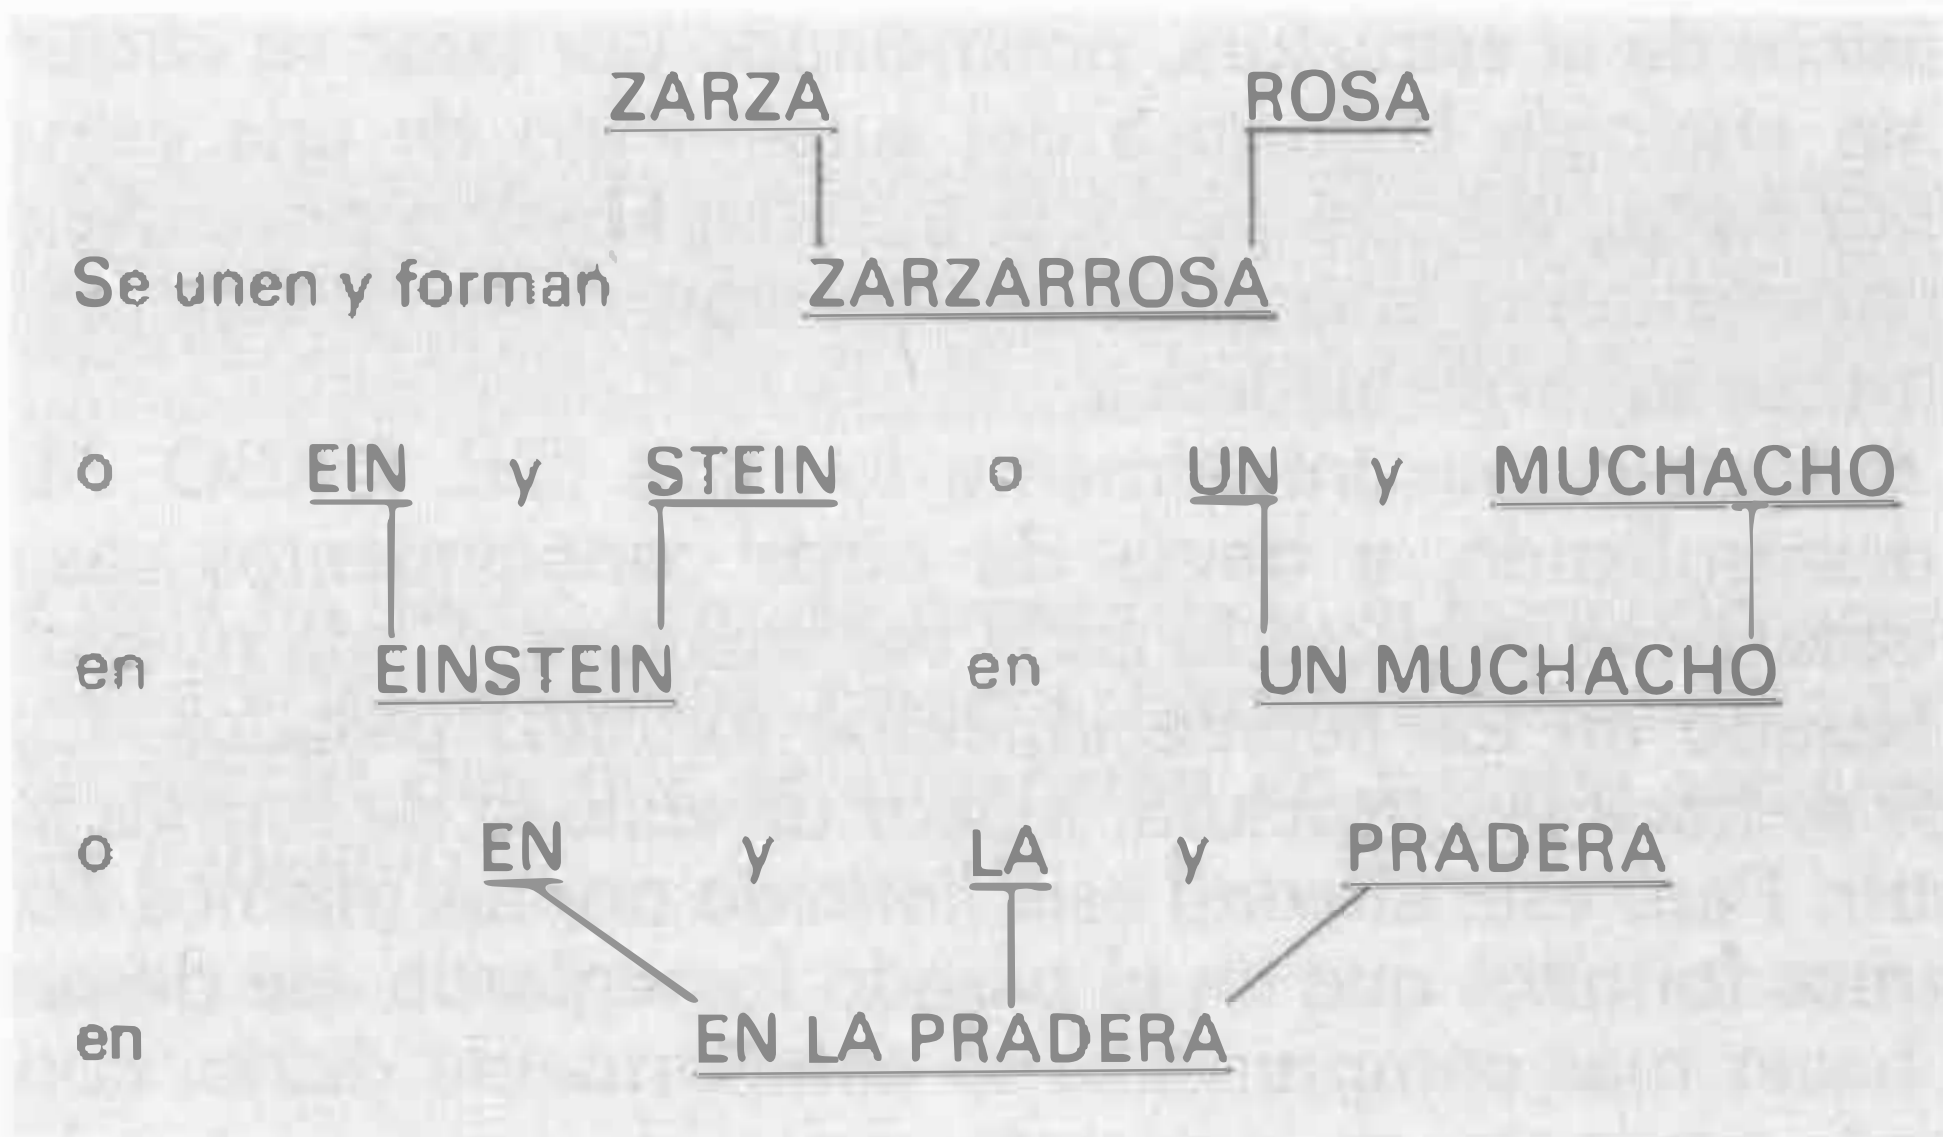 ZARZA ROSA
Se unen y forman ZARZARROSA
o EIN y STEIN o UN y MUCHACHO
en EINSTEIN en UN MUCHACHO
o EN y LA y PRADERA
en EN LA PRADERA